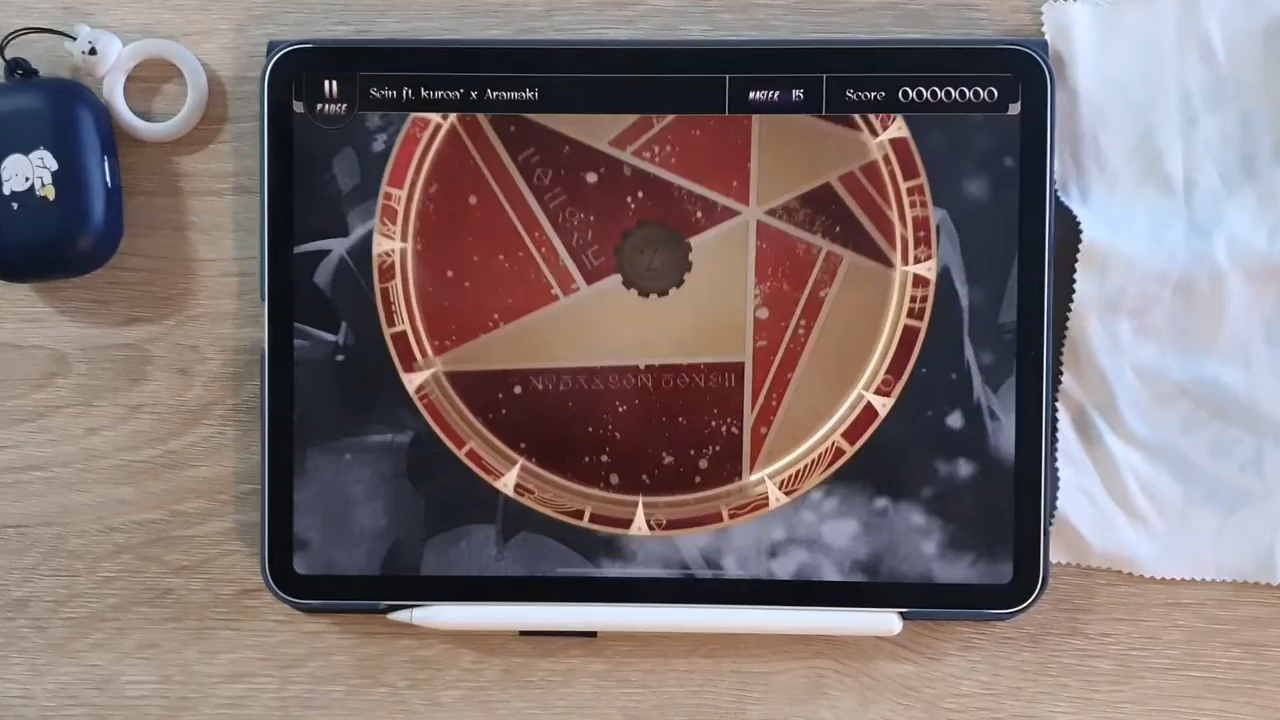 PAUSE
Sein ft. kuroa* x Aramaki
MASTER 15
Score 0000000